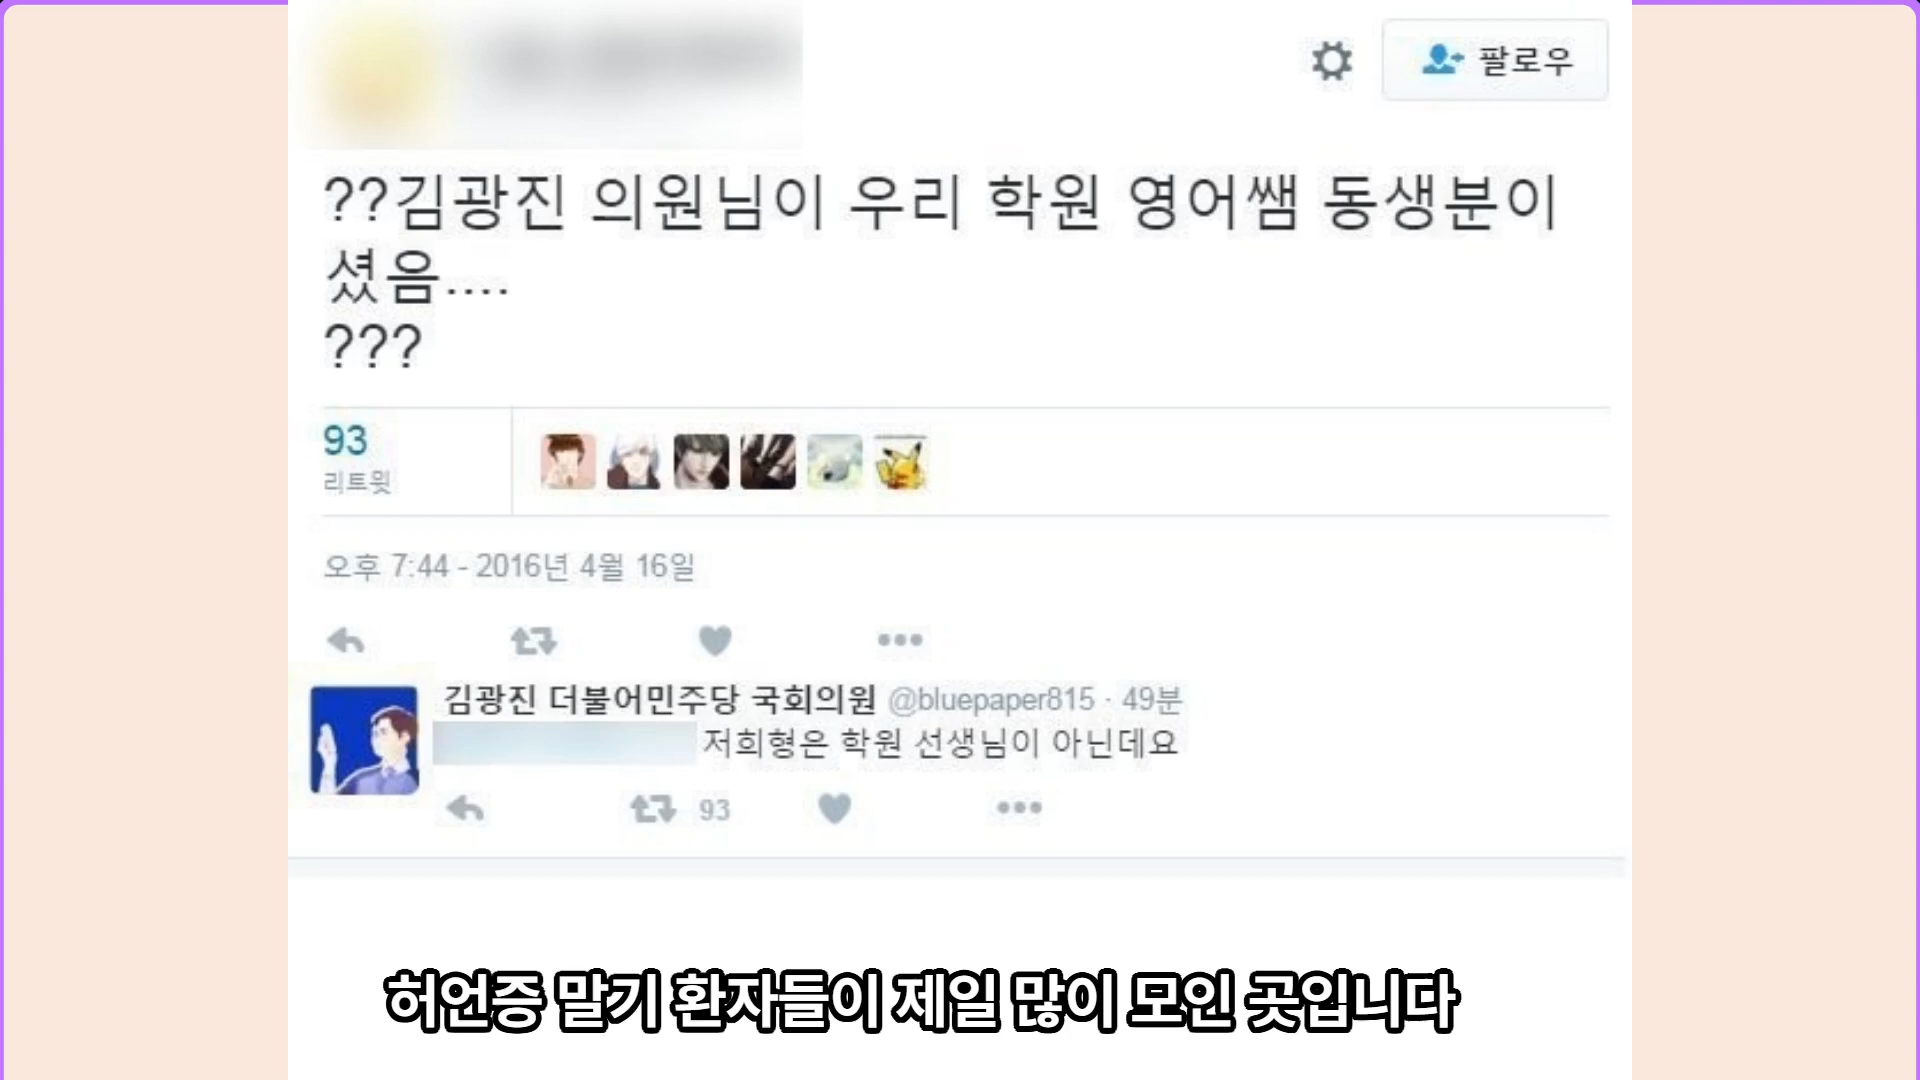 팔로우
??김광진 의원님이 우리 학원 영어쌤 동생분이
셨음....
???
93
리트윗
오후 7:44 - 2016년 4월 16일
김광진 더불어민주당 국회의원 @bluepaper815 · 49분
저희형은 학원 선생님이 아닌데요
93
허언증 말기 환자들이 제일 많이 모인 곳입니다